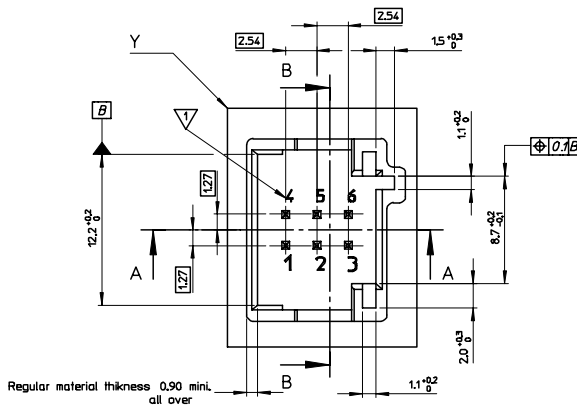 2.54
2.54
1.5 +0.3 0
Y
B
B
1
1.1 +0.2 0
0.1 B
4 5 6
1.27
12.2 +0.2 0
8.7 +0.2 -0.1
A
A
1 2 3
1.27
2.0 +0.3 0
B
1.1 +0.2 0
Regular material thikness 0.90 mini.
all over